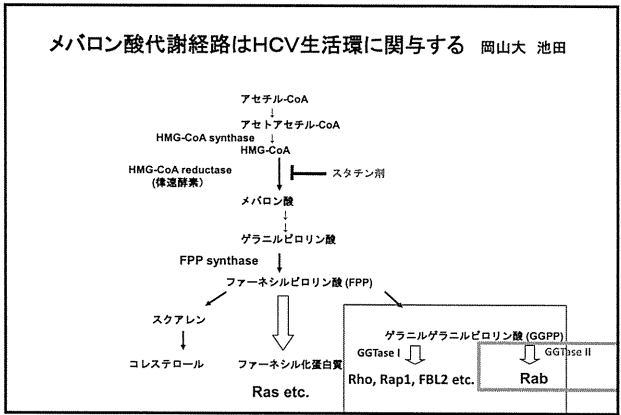 メバロン酸代謝経路はHCV生活環に関与する 岡山大 池田
アセチル-CoA
↓
アセトアセチル-CoA
HMG-CoA synthase ↓
HMG-CoA
HMG-CoA reductase
(律速酵素)
スタチン剤
メバロン酸
↓
↓
ゲラニルピロリン酸
FPP synthase
ファーネシルピロリン酸 (FPP)
スクアレン
コレステロール
ファーネシル化蛋白質
Ras etc.
ゲラニルゲラニルピロリン酸 (GGPP)
GGTase I
GGTase II
Rho, Rap1, FBL2 etc.
Rab